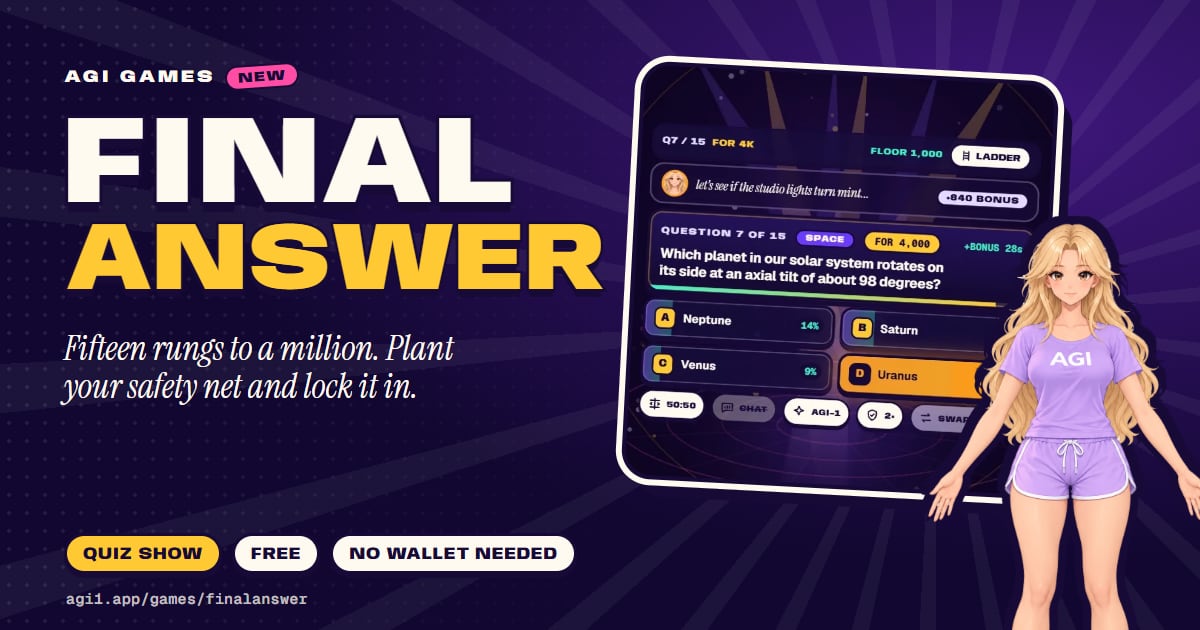 AGI GAMES NEW
FINAL
ANSWER
Fifteen rungs to a million. Plant
your safety net and lock it in.
QUIZ SHOW FREE NO WALLET NEEDED
agi1.app/games/finalanswer
Q7 / 15 FOR 4K FLOOR 1,000 LADDER
let's see if the studio lights turn mint... +840 BONUS
QUESTION 7 OF 15 SPACE FOR 4,000 +BONUS 28s
Which planet in our solar system rotates on
its side at an axial tilt of about 98 degrees?
A Neptune 14% B Saturn
C Venus 9% D Uranus
50:50 CHAT AGI-1 2× SWAP
AGI